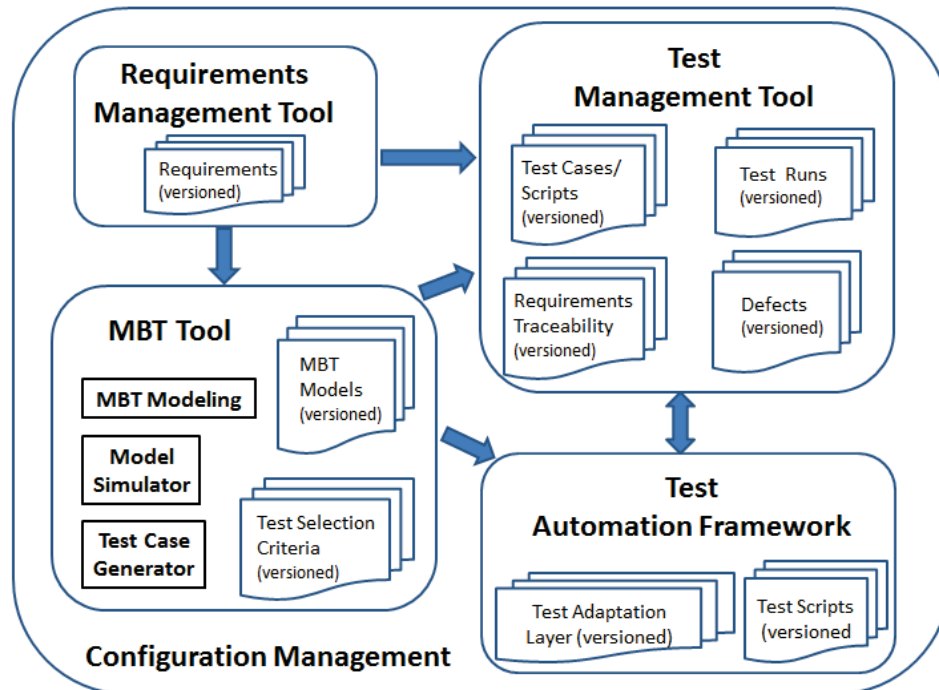 Requirements
Management Tool
Requirements
(versioned)
Test
Management Tool
Test Cases/
Scripts
(versioned)
Test Runs
(versioned)
Requirements
Traceability
(versioned)
Defects
(versioned)
MBT Tool
MBT
Models
(versioned)
MBT Modeling
Model
Simulator
Test Case
Generator
Test Selection
Criteria
(versioned)
Test
Automation Framework
Test Adaptation
Layer (versioned)
Test Scripts
(versioned
Configuration Management